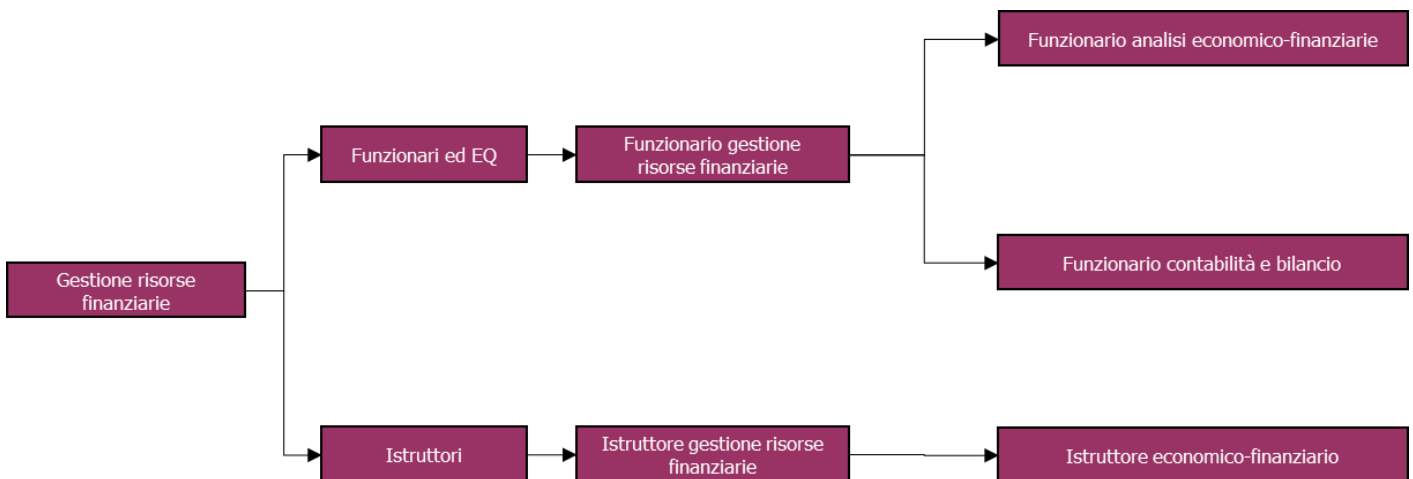 Funzionario analisi economico-finanziarie
Funzionari ed EQ
Funzionario gestione
risorse finanziarie
Funzionario contabilità e bilancio
Gestione risorse
finanziarie
Istruttori
Istruttore gestione risorse
finanziarie
Istruttore economico-finanziario